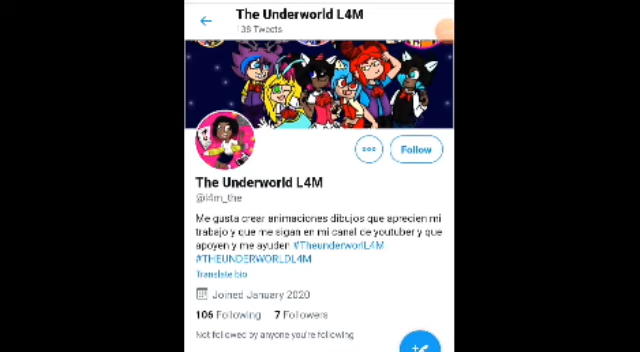 The Underworld L4M
138 Tweets
Follow
The Underworld L4M
@l4m_the
Me gusta crear animaciones dibujos que aprecien mi
trabajo y que me sigan en mi canal de youtuber y que
apoyen y me ayuden #TheunderworlL4M
#THEUNDERWORLDL4M
Translate bio
Joined January 2020
106 Following 7 Followers
Not followed by anyone you're following